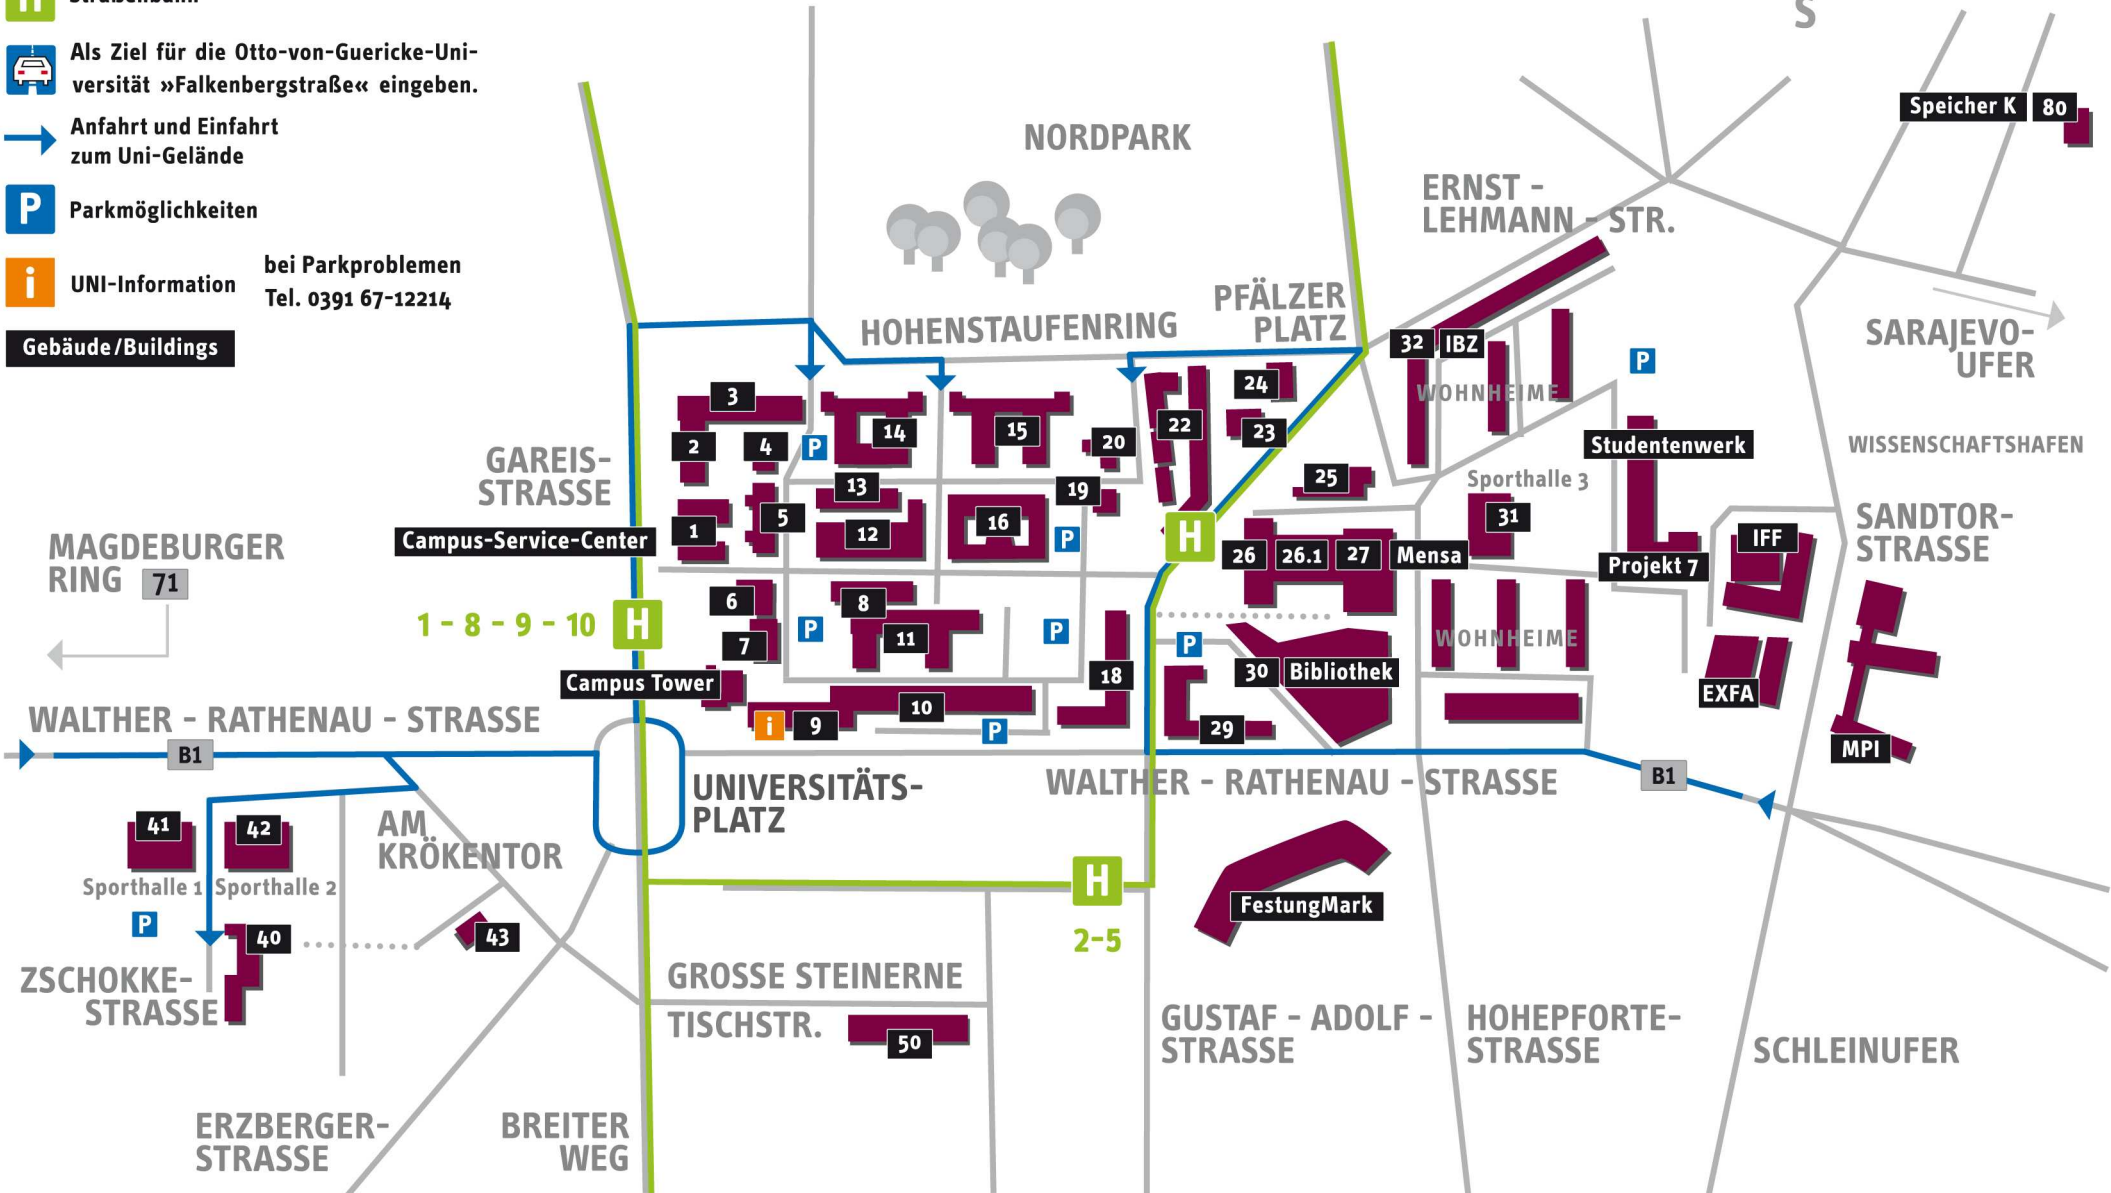 H Straßenbahn
Als Ziel für die Otto-von-Guericke-Uni-
versität »Falkenbergstraße« eingeben.
Anfahrt und Einfahrt
zum Uni-Gelände
P Parkmöglichkeiten
i UNI-Information
bei Parkproblemen
Tel. 0391 67-12214
Gebäude/Buildings
S
Speicher K 80
NORDPARK
ERNST -
LEHMANN - STR.
PFÄLZER
PLATZ
HOHENSTAUFENRING
SARAJEVO-
UFER
32 IBZ
P
WOHNHEIME
3
24
14
15
22
23
2
4
P
20
Studentenwerk
WISSENSCHAFTSHAFEN
GAREIS-
STRASSE
13
19
25
Sporthalle 3
1
5
12
16
P
H
31
SANDTOR-
STRASSE
Campus-Service-Center
IFF
MAGDEBURGER
RING 71
26
26.1
27
Mensa
Projekt 7
1 - 8 - 9 - 10
H
6
8
7
P
11
P
P
WOHNHEIME
30 Bibliothek
18
Campus Tower
EXFA
10
i
9
P
29
MPI
WALTHER - RATHENAU - STRASSE
B1
UNIVERSITÄTS-
PLATZ
WALTHER - RATHENAU - STRASSE
B1
41
42
AM
KRÖKENTOR
Sporthalle 1
Sporthalle 2
H
2-5
FestungMark
P
40
43
ZSCHOKKE-
STRASSE
GROSSE STEINERNE
TISCHSTR.
50
GUSTAF - ADOLF -
STRASSE
HOHEPFORTE-
STRASSE
SCHLEINUFER
ERZBERGER-
STRASSE
BREITER
WEG